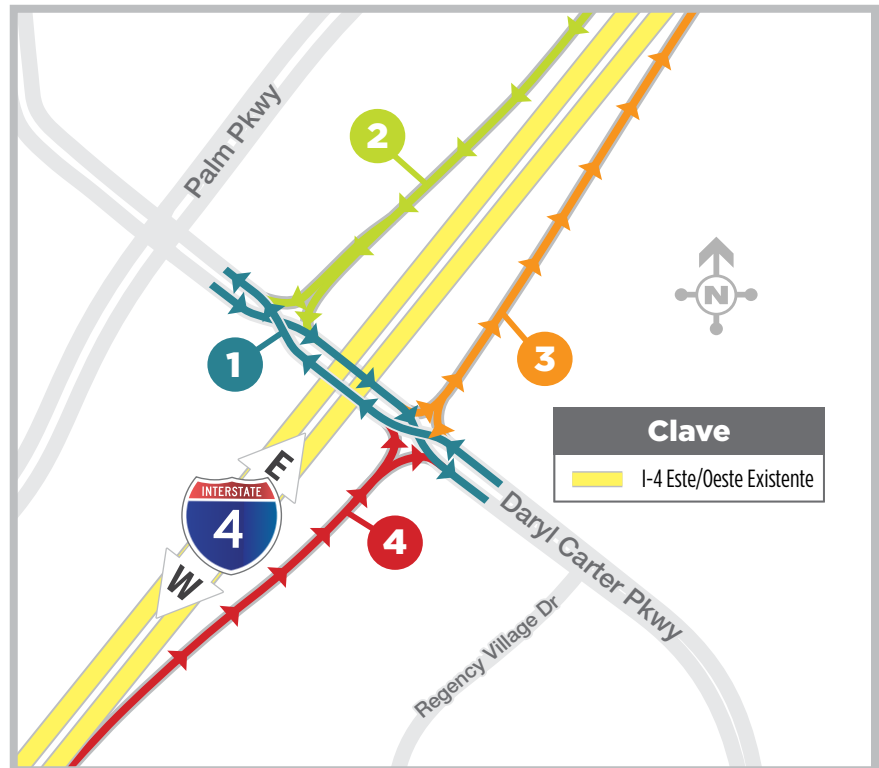 Palm Pkwy
2
N
1
3
Clave
I-4 Este/Oeste Existente
E
INTERSTATE
4
4
W
Daryl Carter Pkwy
Regency Village Dr